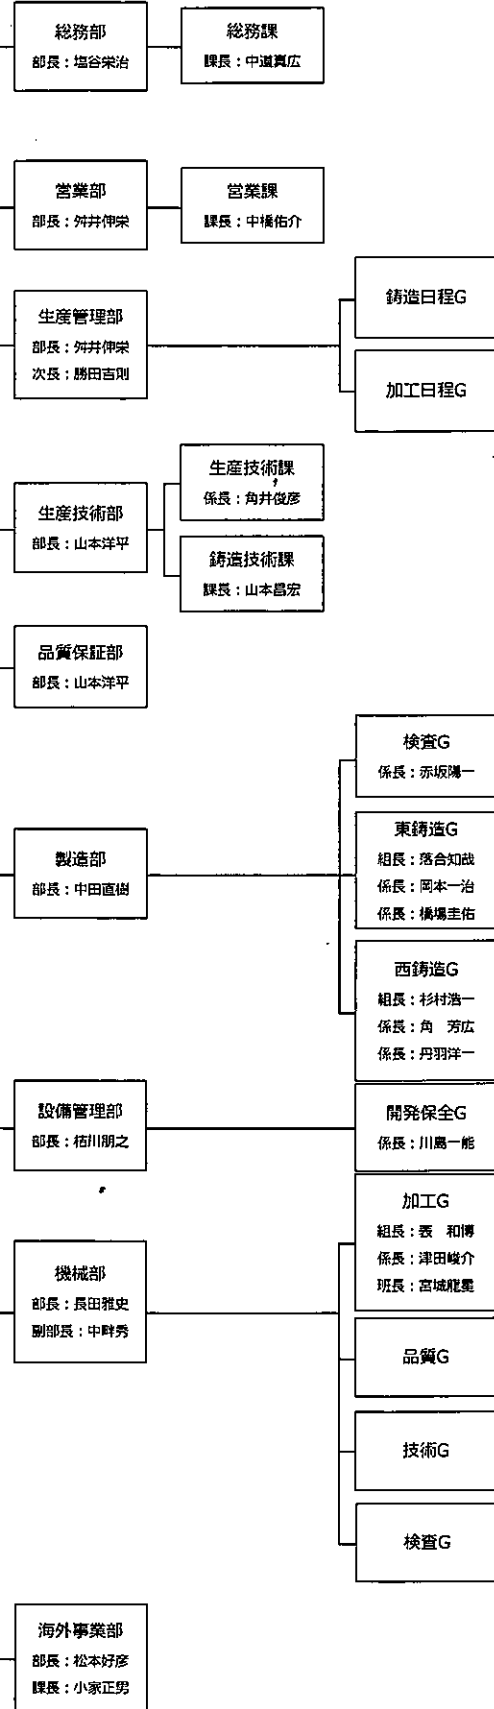 総務部
部長：塩谷栄治
総務課
課長：中道真広
営業部
部長：舛井伸栄
営業課
課長：中橋佑介
生産管理部
部長：舛井伸栄
次長：勝田吉則
鋳造日程G
加工日程G
生産技術部
部長：山本洋平
生産技術課
係長：角井俊彦
鋳造技術課
課長：山本昌宏
品質保証部
部長：山本洋平
製造部
部長：中田直樹
検査G
係長：赤坂陽一
東鋳造G
組長：落合知哉
係長：岡本一治
係長：橋場圭佑
西鋳造G
組長：杉村浩一
係長：角　芳広
係長：丹羽洋一
設備管理部
部長：枯川朋之
開発保全G
係長：川島一能
機械部
部長：長田雅史
副部長：中畔秀
加工G
組長：表　和博
係長：津田峻介
班長：宮城龍星
品質G
技術G
検査G
海外事業部
部長：松本好彦
課長：小家正男